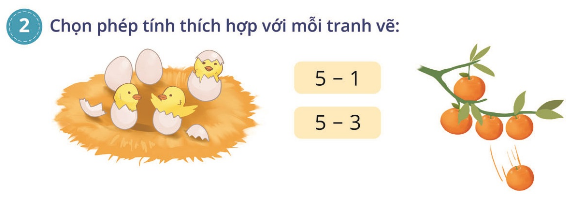 2 Chọn phép tính thích hợp với mỗi tranh vẽ:
5 – 1
5 – 3